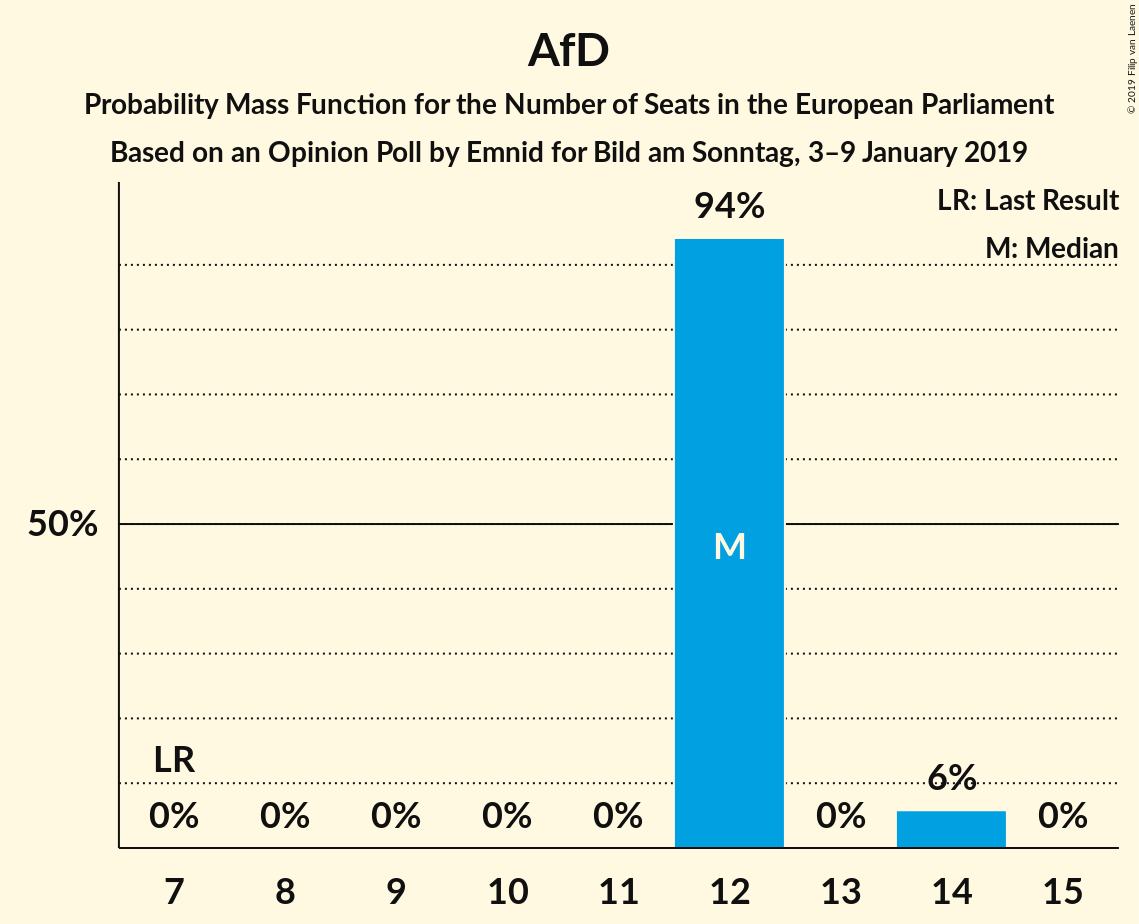 AfD
Probability Mass Function for the Number of Seats in the European Parliament
Based on an Opinion Poll by Emnid for Bild am Sonntag, 3–9 January 2019
© 2019 Filip van Laenen
LR: Last Result
M: Median
94%
50%
M
LR
6%
0% 0% 0% 0% 0% 0% 0%
7 8 9 10 11 12 13 14 15